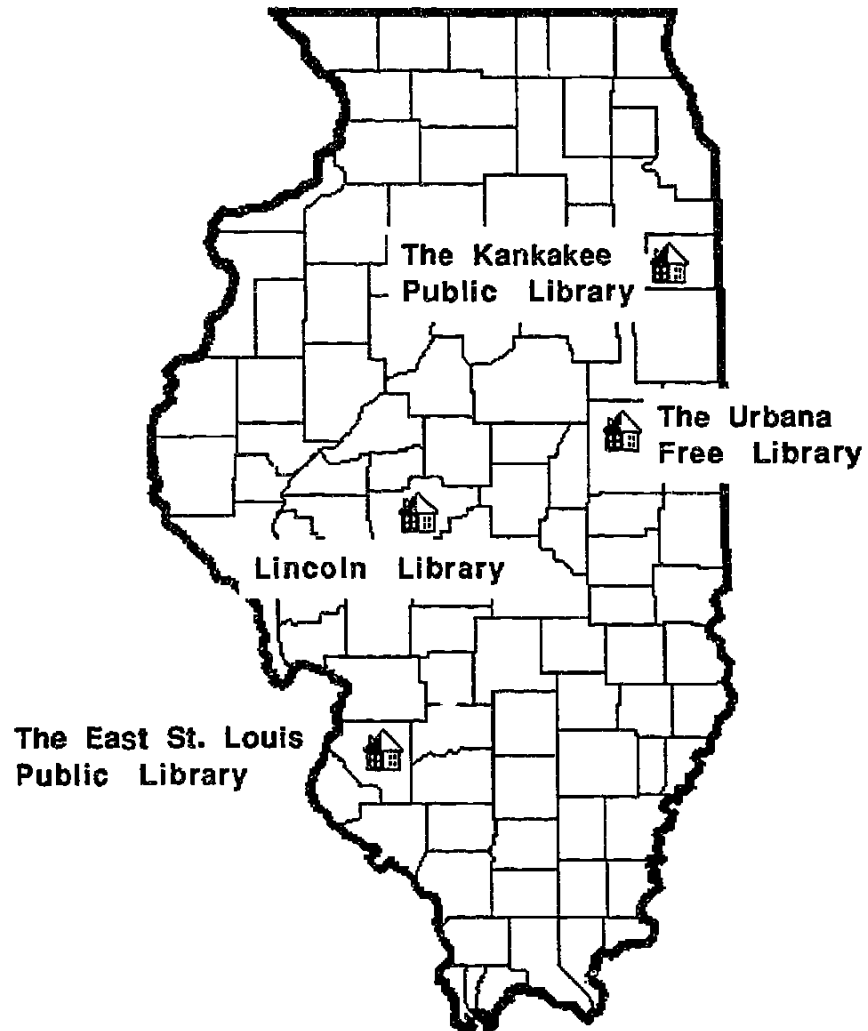 The Kankakee
Public Library
The Urbana
Free Library
Lincoln Library
The East St. Louis
Public Library